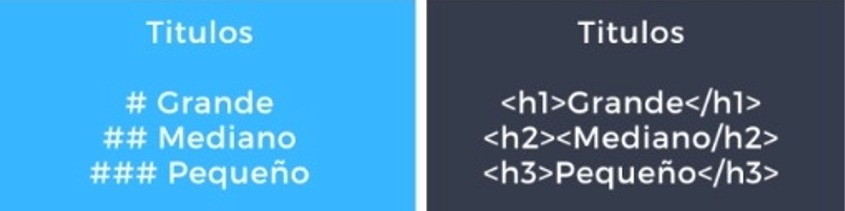 Titulos
# Grande
## Mediano
### Pequeño
Titulos
<h1>Grande</h1>
<h2><Mediano/h2>
<h3>Pequeño</h3>